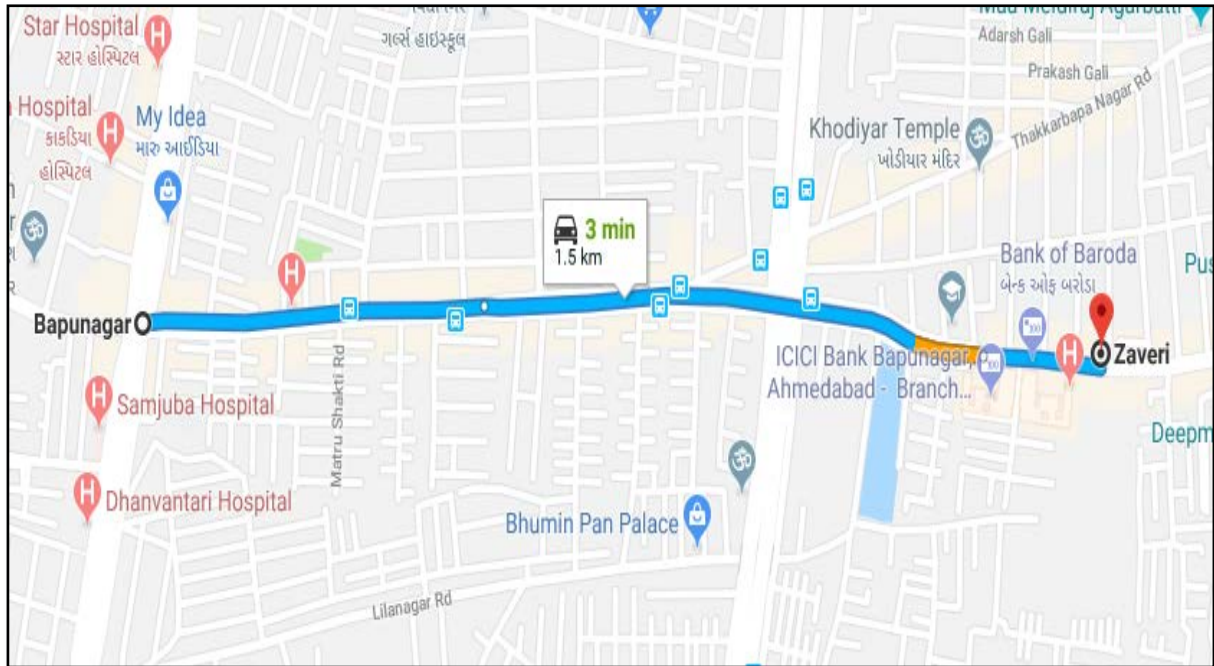 Star Hospital
સ્ટાર હોસ્પિટલ
ગર્લ્સ હાઇસ્કૂલ
Adarsh Gali
Prakash Gali
Thakkarbapa Nagar Rd
Hospital
કાકડિયા
હોસ્પિટલ
My Idea
મારુ આઈડિયા
Khodiyar Temple
ખોડીયાર મંદિર
3 min
1.5 km
Bank of Baroda
બેન્ક ઓફ બરોડા
Bapunagar
Zaveri
ICICI Bank Bapunagar,
Ahmedabad - Branch...
Matru Shakti Rd
Samjuba Hospital
Dhanvantari Hospital
Bhumin Pan Palace
Lilanagar Rd